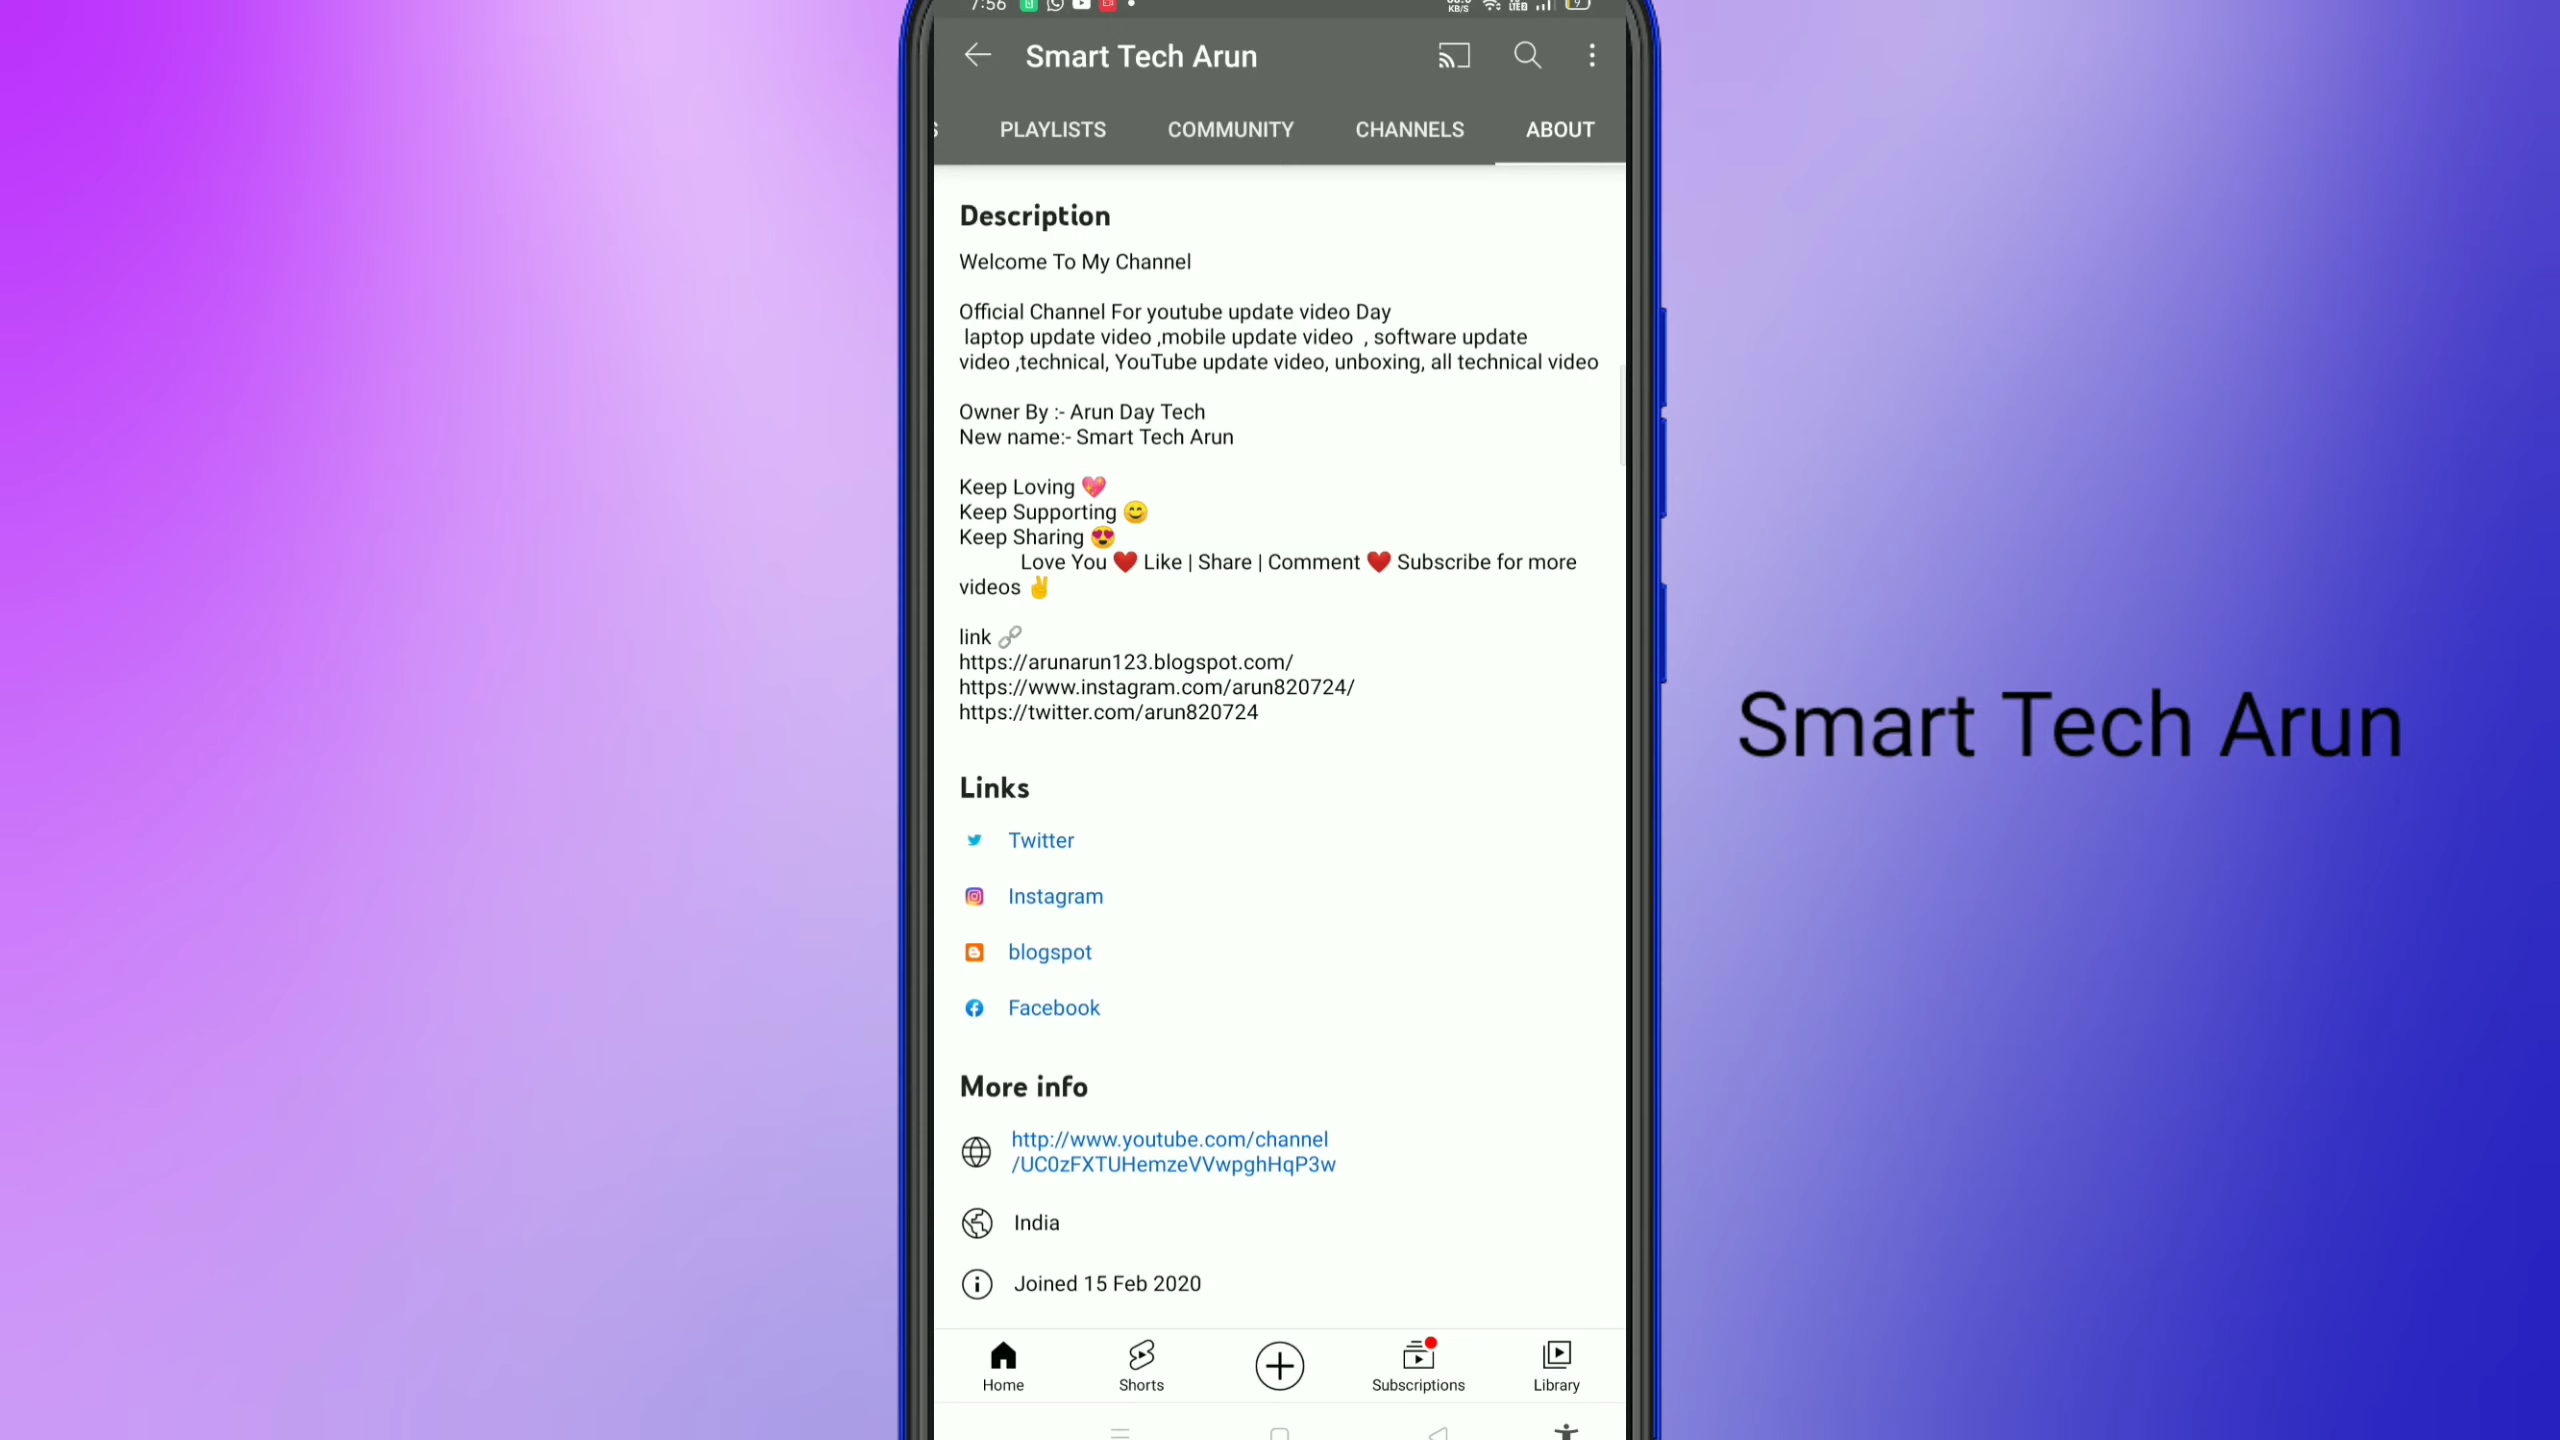 7:56
KB/S
Smart Tech Arun
PLAYLISTS COMMUNITY CHANNELS ABOUT
Description
Welcome To My Channel
Official Channel For youtube update video Day
laptop update video ,mobile update video , software update
video ,technical, YouTube update video, unboxing, all technical video
Owner By :- Arun Day Tech
New name:- Smart Tech Arun
Keep Loving 💖
Keep Supporting 😊
Keep Sharing 😍
Love You ❤️ Like | Share | Comment ❤️ Subscribe for more
videos ✌️
link 🔗
https://arunarun123.blogspot.com/
https://www.instagram.com/arun820724/
https://twitter.com/arun820724
Links
Twitter
Instagram
blogspot
Facebook
More info
http://www.youtube.com/channel
/UC0zFXTUHemzeVVwpghHqP3w
India
Joined 15 Feb 2020
Home Shorts Subscriptions Library
Smart Tech Arun